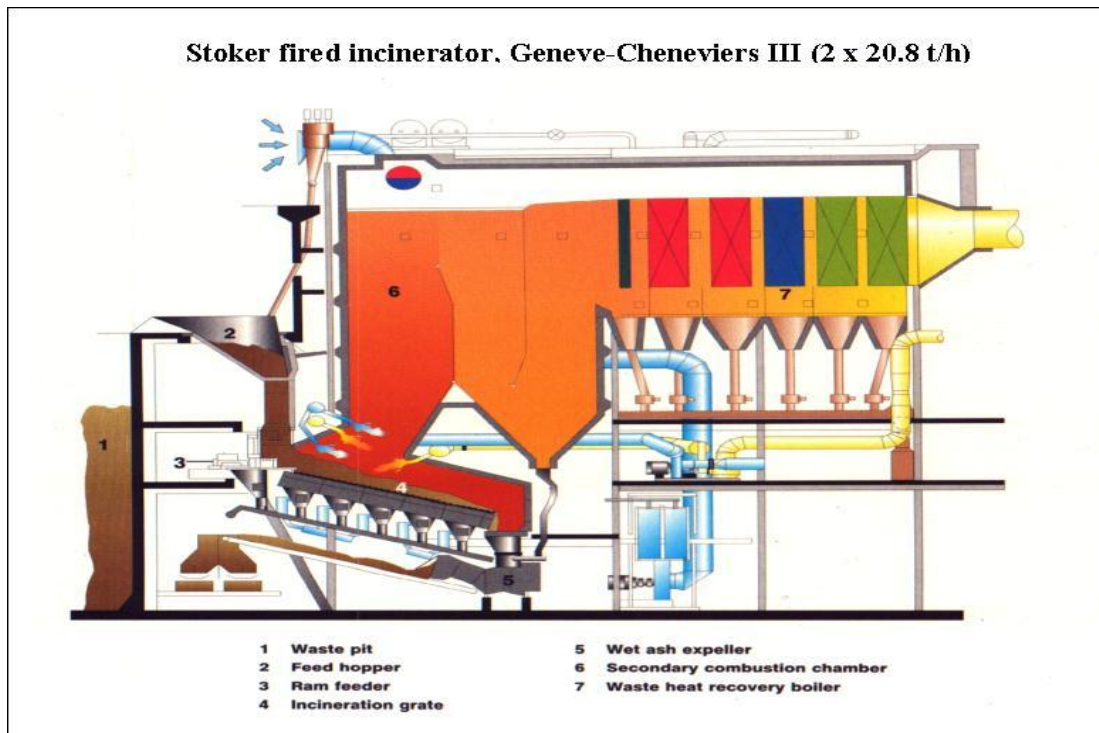 Stoker fired incinerator, Geneve-Cheneviers III (2 x 20.8 t/h)
6
7
2
1
3
4
5
1 Waste pit
2 Feed hopper
3 Ram feeder
4 Incineration grate
5 Wet ash expeller
6 Secondary combustion chamber
7 Waste heat recovery boiler